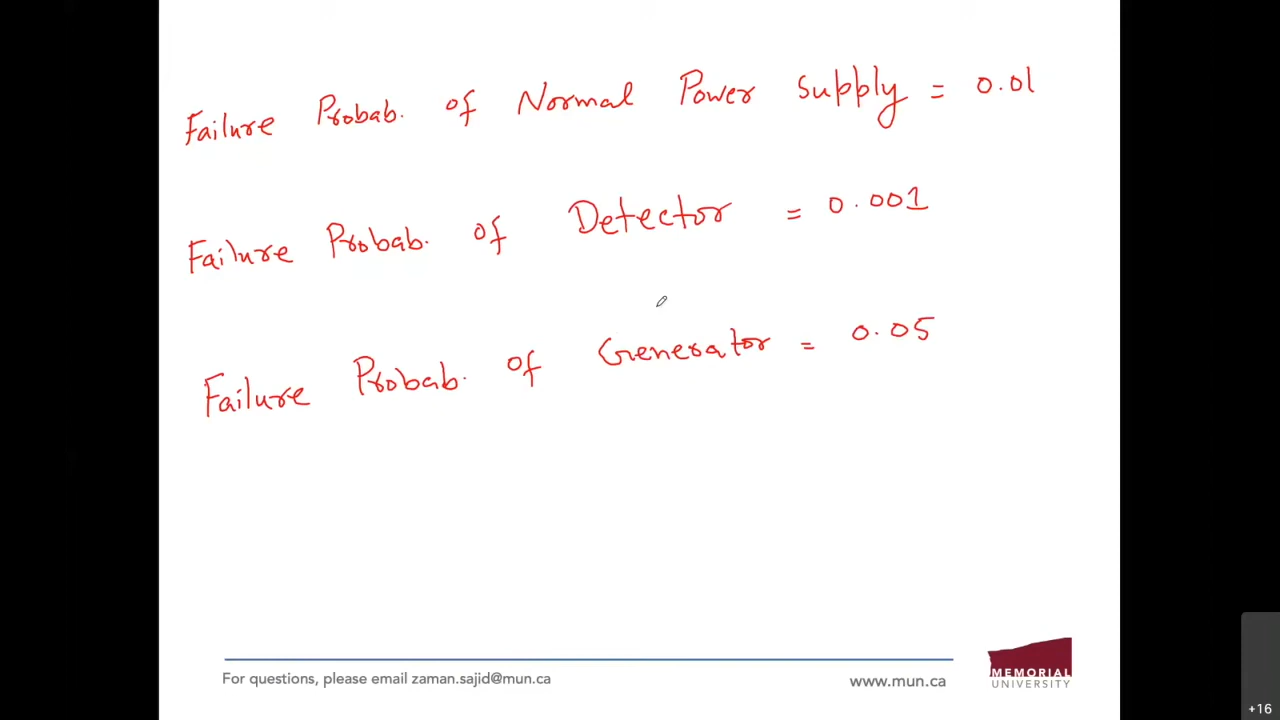 Failure Probab. of Normal Power supply = 0.01
Failure Probab. of Detector = 0.001
Failure Probab. of Generator = 0.05
For questions, please email zaman.sajid@mun.ca
www.mun.ca
MEMORIAL
UNIVERSITY
+16